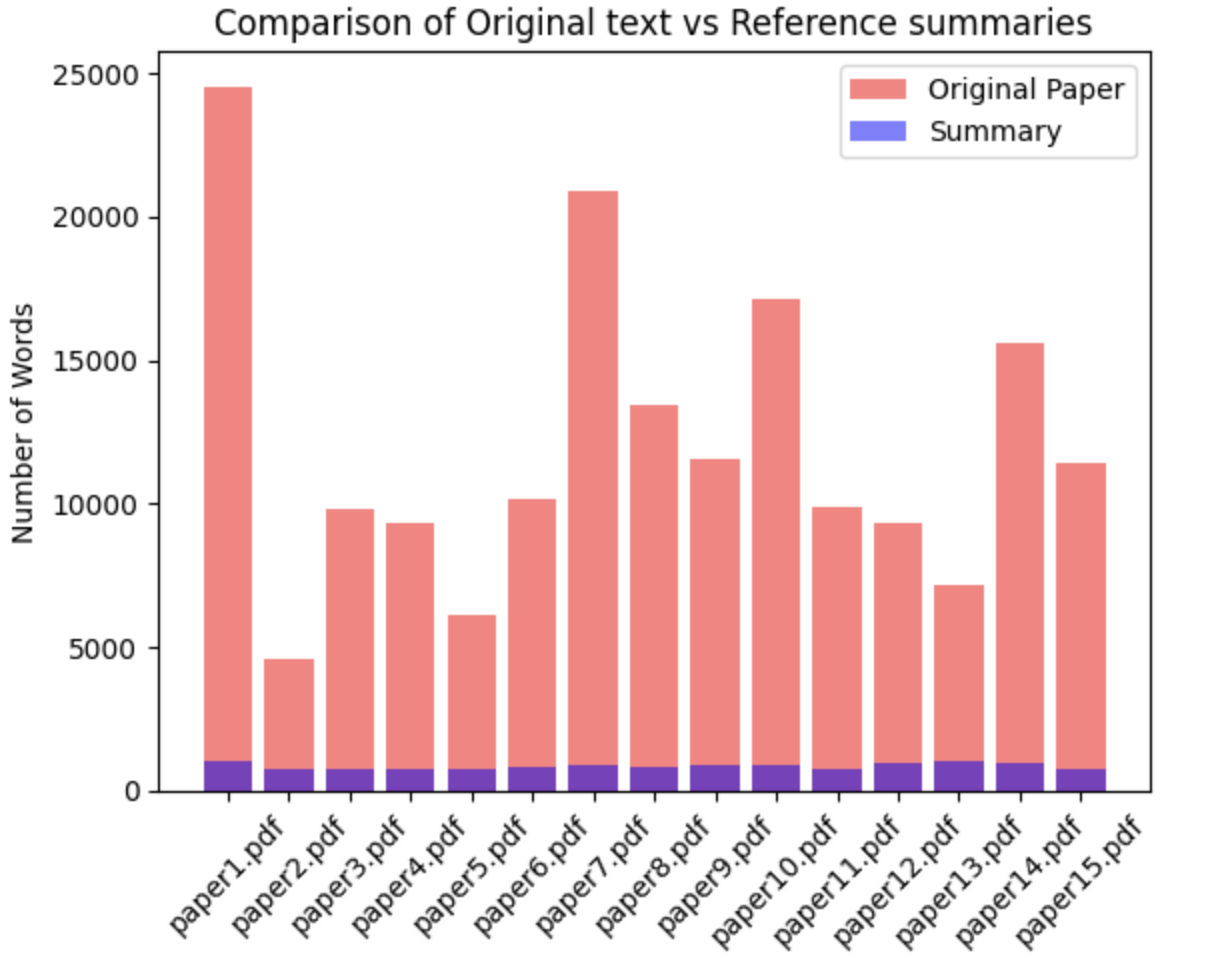 Comparison of Original text vs Reference summaries
Original Paper
Summary
Number of Words
25000
20000
15000
10000
5000
0
paper1.pdf
paper2.pdf
paper3.pdf
paper4.pdf
paper5.pdf
paper6.pdf
paper7.pdf
paper8.pdf
paper9.pdf
paper10.pdf
paper11.pdf
paper12.pdf
paper13.pdf
paper14.pdf
paper15.pdf